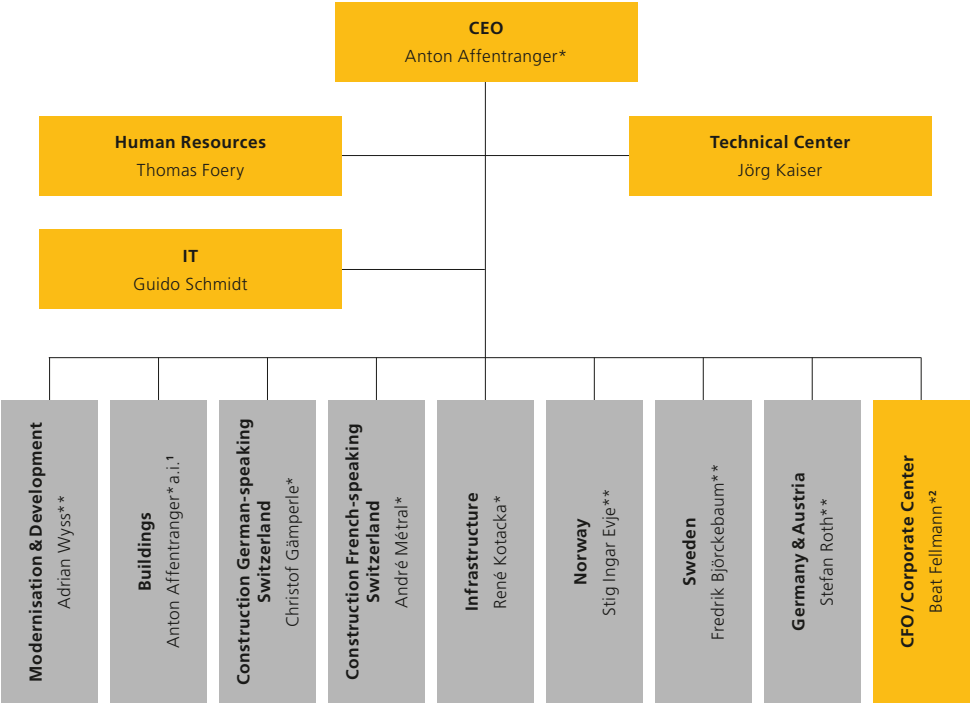 CEO
Anton Affentranger*
Human Resources
Thomas Foery
Technical Center
Jörg Kaiser
IT
Guido Schmidt
Modernisation & Development
Adrian Wyss**
Buildings
Anton Affentranger* a.i.¹
Construction German-speaking
Switzerland
Christof Gämperle*
Construction French-speaking
Switzerland
André Métral*
Infrastructure
René Kotacka*
Norway
Stig Ingar Evje**
Sweden
Fredrik Björckebaum**
Germany & Austria
Stefan Roth**
CFO / Corporate Center
Beat Fellmann*²